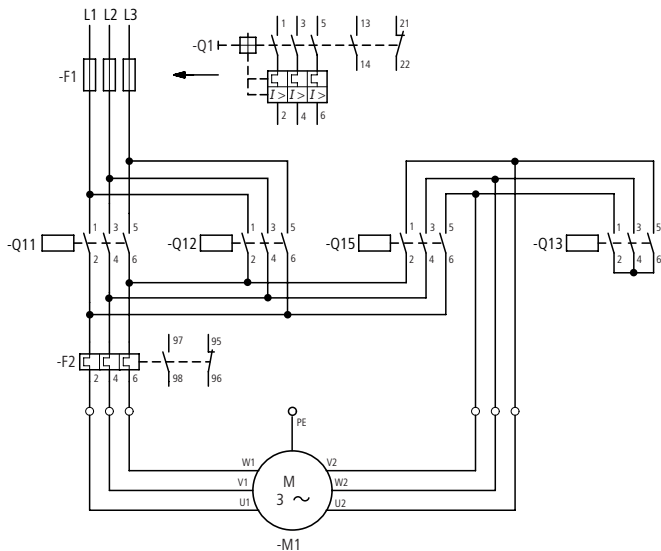 L1 L2 L3
1 3 5 13 21
-Q1
14 22
-F1
I > I > I >
2 4 6
1 3 5
-Q11
2 4 6
1 3 5
-Q12
2 4 6
1 3 5
-Q15
2 4 6
1 3 5
-Q13
2 4 6
97 95
-F2
2 4 6
98 96
PE
W1 V2
V1 M W2
3 ~
U1 U2
-M1